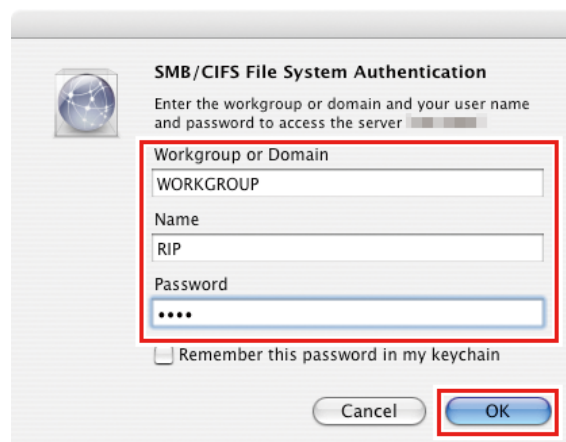 SMB/CIFS File System Authentication
Enter the workgroup or domain and your user name
and password to access the server
Workgroup or Domain
WORKGROUP
Name
RIP
Password
••••
Remember this password in my keychain
Cancel
OK